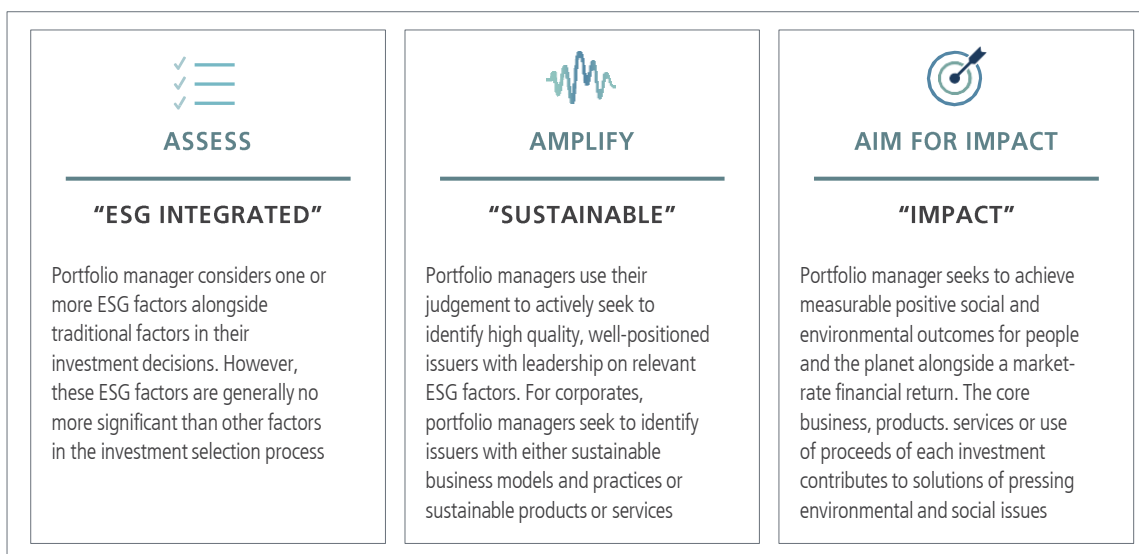 ASSESS
“ESG INTEGRATED”
Portfolio manager considers one or
more ESG factors alongside
traditional factors in their
investment decisions. However,
these ESG factors are generally no
more significant than other factors
in the investment selection process
AMPLIFY
“SUSTAINABLE”
Portfolio managers use their
judgement to actively seek to
identify high quality, well-positioned
issuers with leadership on relevant
ESG factors. For corporates,
portfolio managers seek to identify
issuers with either sustainable
business models and practices or
sustainable products or services
AIM FOR IMPACT
“IMPACT”
Portfolio manager seeks to achieve
measurable positive social and
environmental outcomes for people
and the planet alongside a market-
rate financial return. The core
business, products. services or use
of proceeds of each investment
contributes to solutions of pressing
environmental and social issues